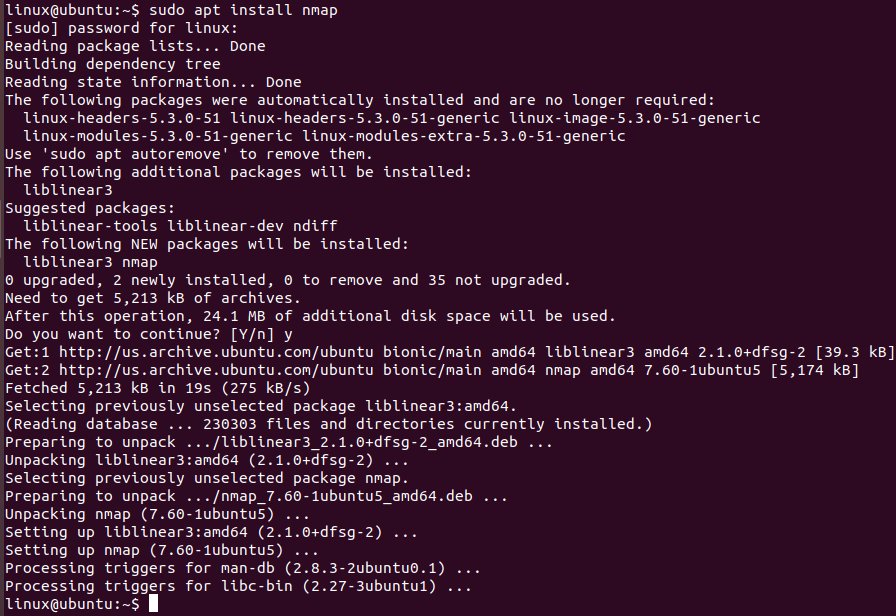 linux@ubuntu:~$ sudo apt install nmap
[sudo] password for linux:
Reading package lists... Done
Building dependency tree
Reading state information... Done
The following packages were automatically installed and are no longer required:
  linux-headers-5.3.0-51 linux-headers-5.3.0-51-generic linux-image-5.3.0-51-generic
  linux-modules-5.3.0-51-generic linux-modules-extra-5.3.0-51-generic
Use 'sudo apt autoremove' to remove them.
The following additional packages will be installed:
  liblinear3
Suggested packages:
  liblinear-tools liblinear-dev ndiff
The following NEW packages will be installed:
  liblinear3 nmap
0 upgraded, 2 newly installed, 0 to remove and 35 not upgraded.
Need to get 5,213 kB of archives.
After this operation, 24.1 MB of additional disk space will be used.
Do you want to continue? [Y/n] y
Get:1 http://us.archive.ubuntu.com/ubuntu bionic/main amd64 liblinear3 amd64 2.1.0+dfsg-2 [39.3 kB]
Get:2 http://us.archive.ubuntu.com/ubuntu bionic/main amd64 nmap amd64 7.60-1ubuntu5 [5,174 kB]
Fetched 5,213 kB in 19s (275 kB/s)
Selecting previously unselected package liblinear3:amd64.
(Reading database ... 230303 files and directories currently installed.)
Preparing to unpack .../liblinear3_2.1.0+dfsg-2_amd64.deb ...
Unpacking liblinear3:amd64 (2.1.0+dfsg-2) ...
Selecting previously unselected package nmap.
Preparing to unpack .../nmap_7.60-1ubuntu5_amd64.deb ...
Unpacking nmap (7.60-1ubuntu5) ...
Setting up liblinear3:amd64 (2.1.0+dfsg-2) ...
Setting up nmap (7.60-1ubuntu5) ...
Processing triggers for man-db (2.8.3-2ubuntu0.1) ...
Processing triggers for libc-bin (2.27-3ubuntu1) ...
linux@ubuntu:~$